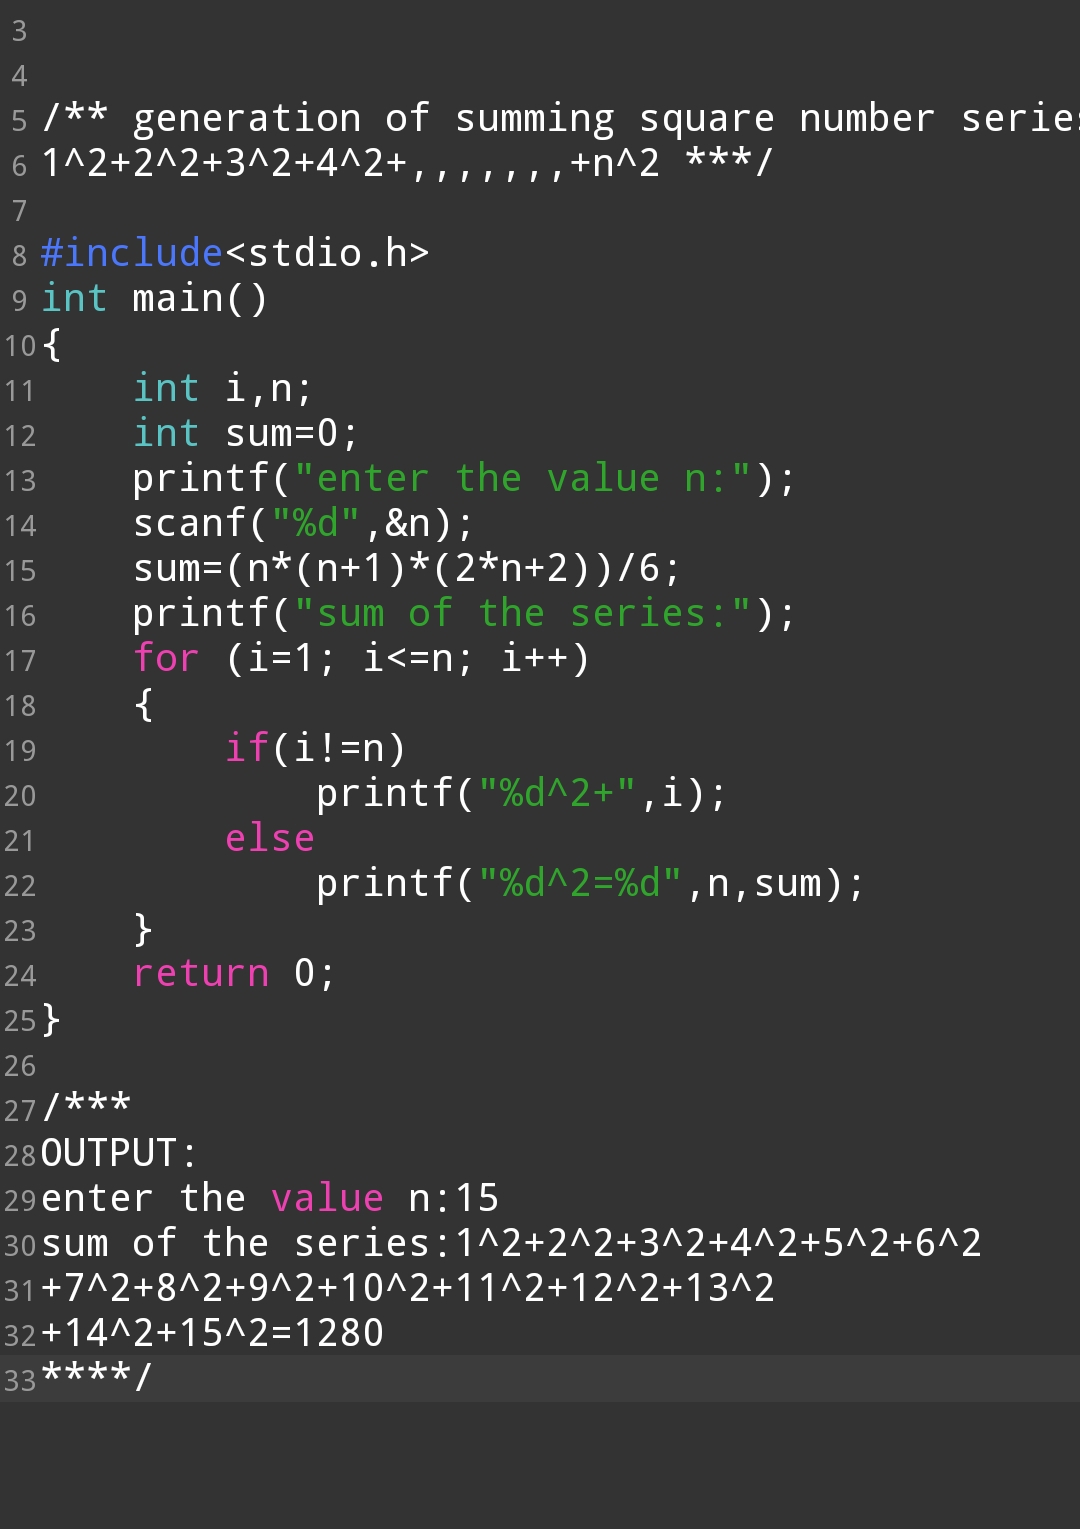 3
4
5 /** generation of summing square number series
6 1^2+2^2+3^2+4^2+,,,,,,,+n^2 ***/
7
8 #include<stdio.h>
9 int main()
10 {
11     int i,n;
12     int sum=0;
13     printf("enter the value n:");
14     scanf("%d",&n);
15     sum=(n*(n+1)*(2*n+2))/6;
16     printf("sum of the series:");
17     for (i=1; i<=n; i++)
18     {
19         if(i!=n)
20             printf("%d^2+",i);
21         else
22             printf("%d^2=%d",n,sum);
23     }
24     return 0;
25 }
26
27 /***
28 OUTPUT:
29 enter the value n:15
30 sum of the series:1^2+2^2+3^2+4^2+5^2+6^2
31 +7^2+8^2+9^2+10^2+11^2+12^2+13^2
32 +14^2+15^2=1280
33 ****/